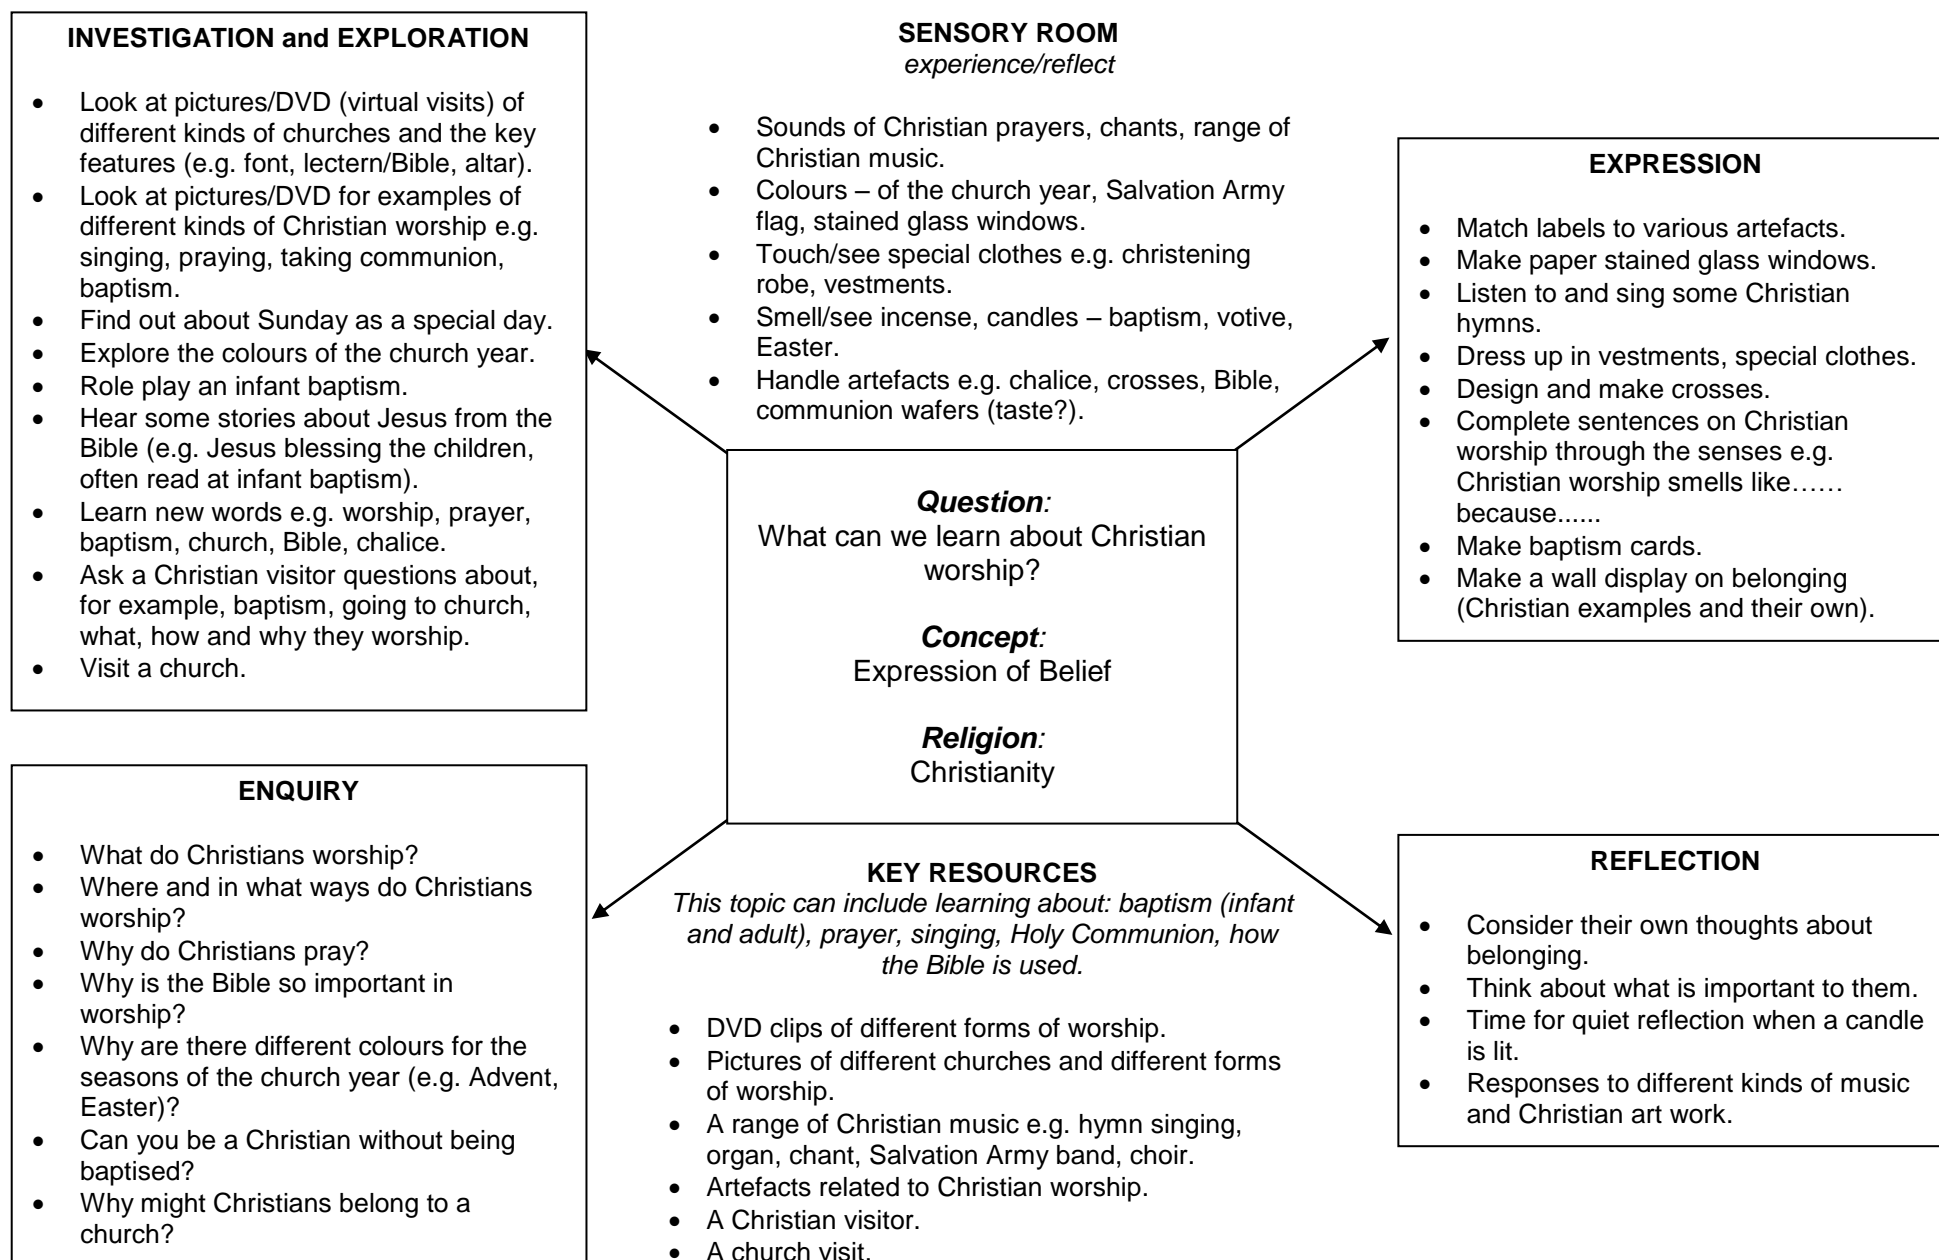 INVESTIGATION and EXPLORATION
• Look at pictures/DVD (virtual visits) of
different kinds of churches and the key
features (e.g. font, lectern/Bible, altar).
• Look at pictures/DVD for examples of
different kinds of Christian worship e.g.
singing, praying, taking communion,
baptism.
• Find out about Sunday as a special day.
• Explore the colours of the church year.
• Role play an infant baptism.
• Hear some stories about Jesus from the
Bible (e.g. Jesus blessing the children,
often read at infant baptism).
• Learn new words e.g. worship, prayer,
baptism, church, Bible, chalice.
• Ask a Christian visitor questions about,
for example, baptism, going to church,
what, how and why they worship.
• Visit a church.
SENSORY ROOM
experience/reflect
• Sounds of Christian prayers, chants, range of
Christian music.
• Colours – of the church year, Salvation Army
flag, stained glass windows.
• Touch/see special clothes e.g. christening
robe, vestments.
• Smell/see incense, candles – baptism, votive,
Easter.
• Handle artefacts e.g. chalice, crosses, Bible,
communion wafers (taste?).
EXPRESSION
• Match labels to various artefacts.
• Make paper stained glass windows.
• Listen to and sing some Christian
hymns.
• Dress up in vestments, special clothes.
• Design and make crosses.
• Complete sentences on Christian
worship through the senses e.g.
Christian worship smells like……
because......
• Make baptism cards.
• Make a wall display on belonging
(Christian examples and their own).
Question:
What can we learn about Christian
worship?
Concept:
Expression of Belief
Religion:
Christianity
ENQUIRY
• What do Christians worship?
• Where and in what ways do Christians
worship?
• Why do Christians pray?
• Why is the Bible so important in
worship?
• Why are there different colours for the
seasons of the church year (e.g. Advent,
Easter)?
• Can you be a Christian without being
baptised?
• Why might Christians belong to a
church?
KEY RESOURCES
This topic can include learning about: baptism (infant
and adult), prayer, singing, Holy Communion, how
the Bible is used.
• DVD clips of different forms of worship.
• Pictures of different churches and different forms
of worship.
• A range of Christian music e.g. hymn singing,
organ, chant, Salvation Army band, choir.
• Artefacts related to Christian worship.
• A Christian visitor.
• A church visit.
REFLECTION
• Consider their own thoughts about
belonging.
• Think about what is important to them.
• Time for quiet reflection when a candle
is lit.
• Responses to different kinds of music
and Christian art work.